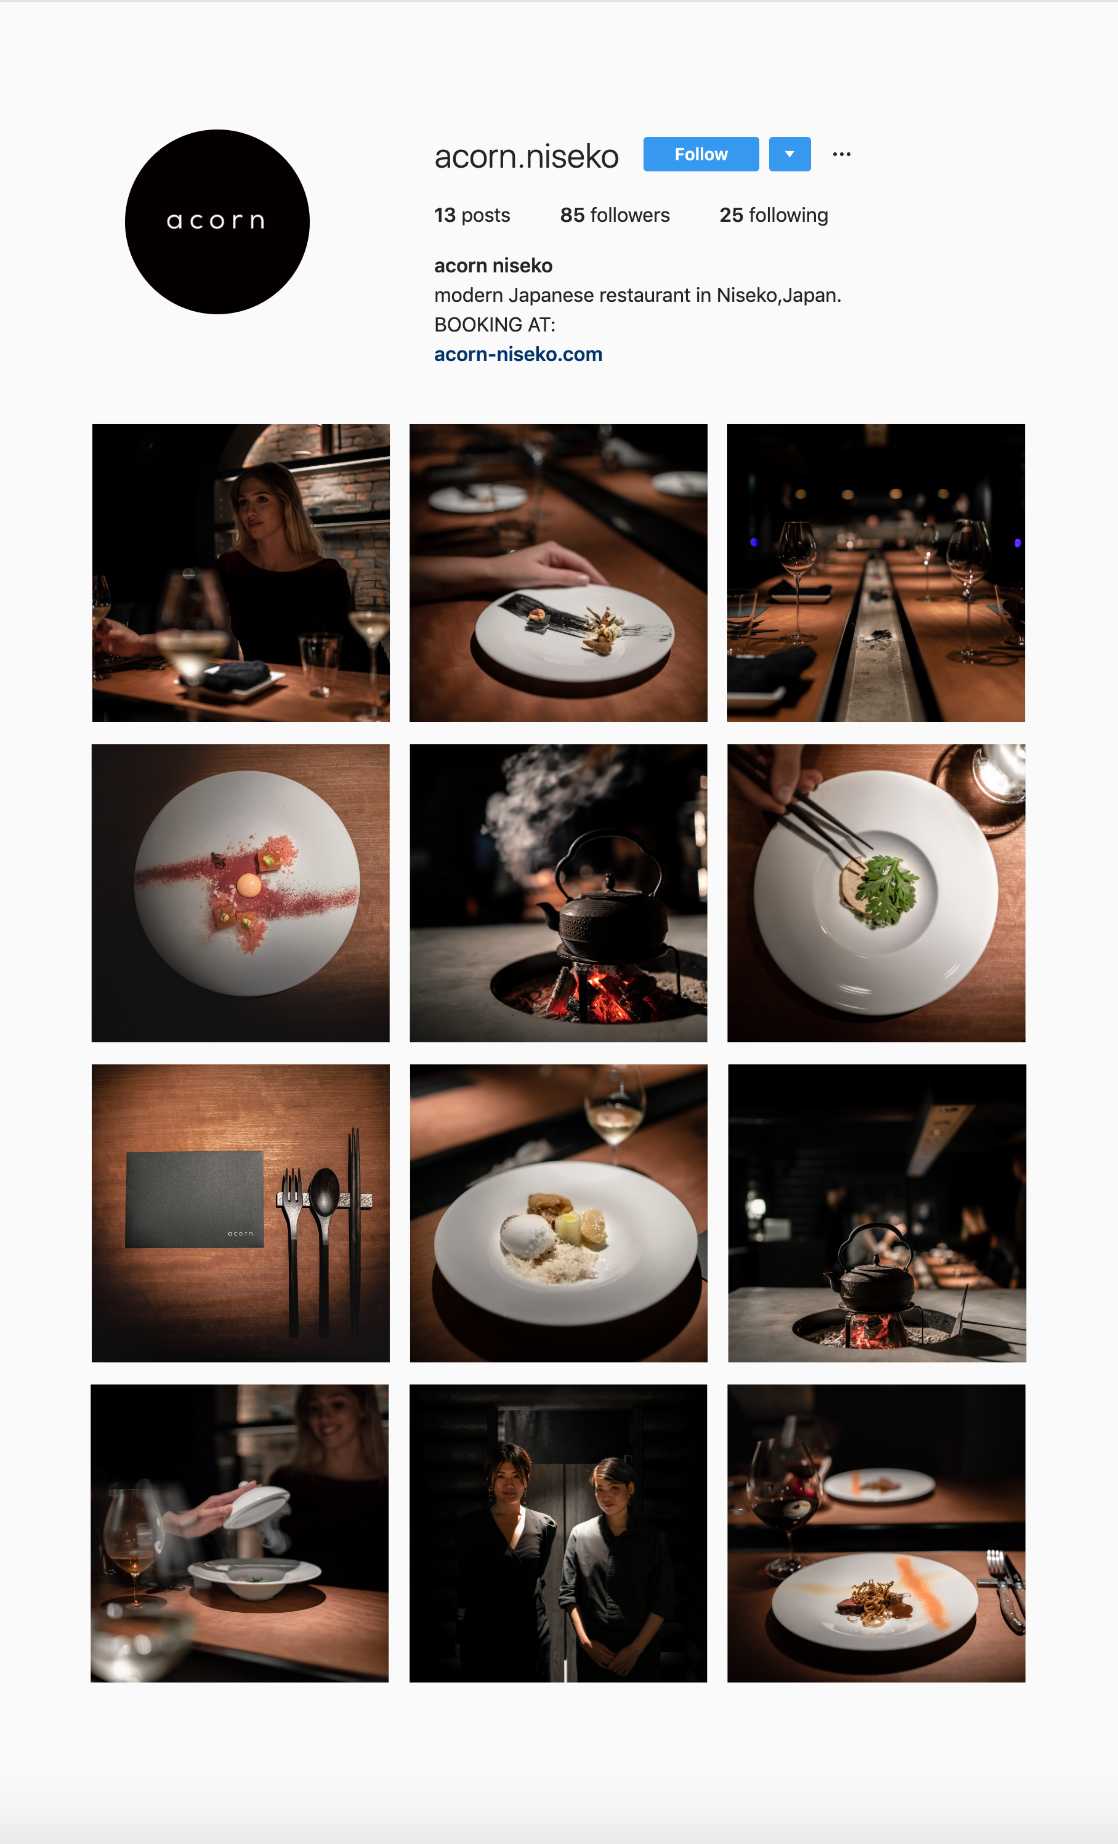 acorn
acorn.niseko Follow
13 posts 85 followers 25 following
acorn niseko
modern Japanese restaurant in Niseko,Japan.
BOOKING AT:
acorn-niseko.com
acorn